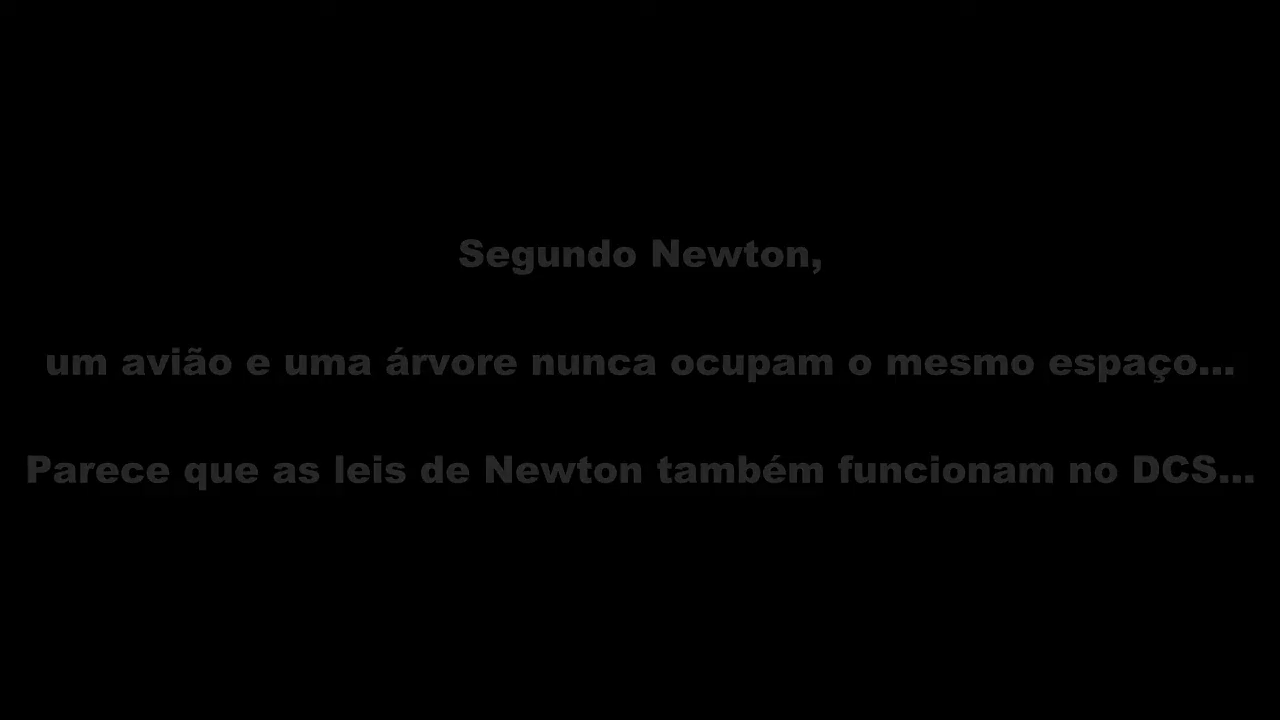 Segundo Newton,
um avião e uma árvore nunca ocupam o mesmo espaço...
Parece que as leis de Newton também funcionam no DCS...